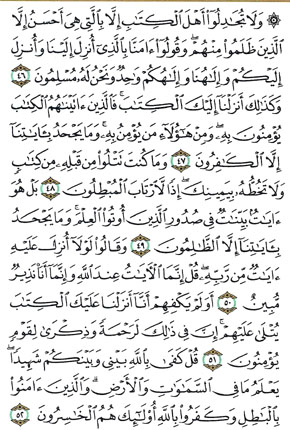 ۞ وَلَا تُجَٰدِلُوٓا۟ أَهْلَ ٱلْكِتَٰبِ إِلَّا بِٱلَّتِى هِىَ أَحْسَنُ إِلَّا
ٱلَّذِينَ ظَلَمُوا۟ مِنْهُمْ ۖ وَقُولُوٓا۟ ءَامَنَّا بِٱلَّذِىٓ أُنزِلَ إِلَيْنَا وَأُنزِلَ
إِلَيْكُمْ وَإِلَٰهُنَا وَإِلَٰهُكُمْ وَٰحِدٌ وَنَحْنُ لَهُۥ مُسْلِمُونَ ٤٦
وَكَذَٰلِكَ أَنزَلْنَآ إِلَيْكَ ٱلْكِتَٰبَ ۚ فَٱلَّذِينَ ءَاتَيْنَٰهُمُ ٱلْكِتَٰبَ
يُؤْمِنُونَ بِهِۦ ۖ وَمِنْ هَٰٓؤُلَآءِ مَن يُؤْمِنُ بِهِۦ ۚ وَمَا يَجْحَدُ بِـَٔايَٰتِنَآ
إِلَّا ٱلْكَٰفِرُونَ ٤٧ وَمَا كُنتَ تَتْلُوا۟ مِن قَبْلِهِۦ مِن كِتَٰبٍ
وَلَا تَخُطُّهُۥ بِيَمِينِكَ ۖ إِذًا لَّٱرْتَابَ ٱلْمُبْطِلُونَ ٤٨ بَلْ هُوَ
ءَايَٰتٌۢ بَيِّنَٰتٌ فِى صُدُورِ ٱلَّذِينَ أُوتُوا۟ ٱلْعِلْمَ ۚ وَمَا يَجْحَدُ
بِـَٔايَٰتِنَآ إِلَّا ٱلظَّٰلِمُونَ ٤٩ وَقَالُوا۟ لَوْلَآ أُنزِلَ عَلَيْهِ
ءَايَٰتٌ مِّن رَّبِّهِۦ ۖ قُلْ إِنَّمَا ٱلْءَايَٰتُ عِندَ ٱللَّهِ وَإِنَّمَآ أَنَا۠ نَذِيرٌ
مُّبِينٌ ٥٠ أَوَلَمْ يَكْفِهِمْ أَنَّآ أَنزَلْنَا عَلَيْكَ ٱلْكِتَٰبَ
يُتْلَىٰ عَلَيْهِمْ ۚ إِنَّ فِى ذَٰلِكَ لَرَحْمَةً وَذِكْرَىٰ لِقَوْمٍ
يُؤْمِنُونَ ٥١ قُلْ كَفَىٰ بِٱللَّهِ بَيْنِى وَبَيْنَكُمْ شَهِيدًا ۖ
يَعْلَمُ مَا فِى ٱلسَّمَٰوَٰتِ وَٱلْأَرْضِ ۗ وَٱلَّذِينَ ءَامَنُوا۟
بِٱلْبَٰطِلِ وَكَفَرُوا۟ بِٱللَّهِ أُو۟لَٰٓئِكَ هُمُ ٱلْخَٰسِرُونَ ٥٢